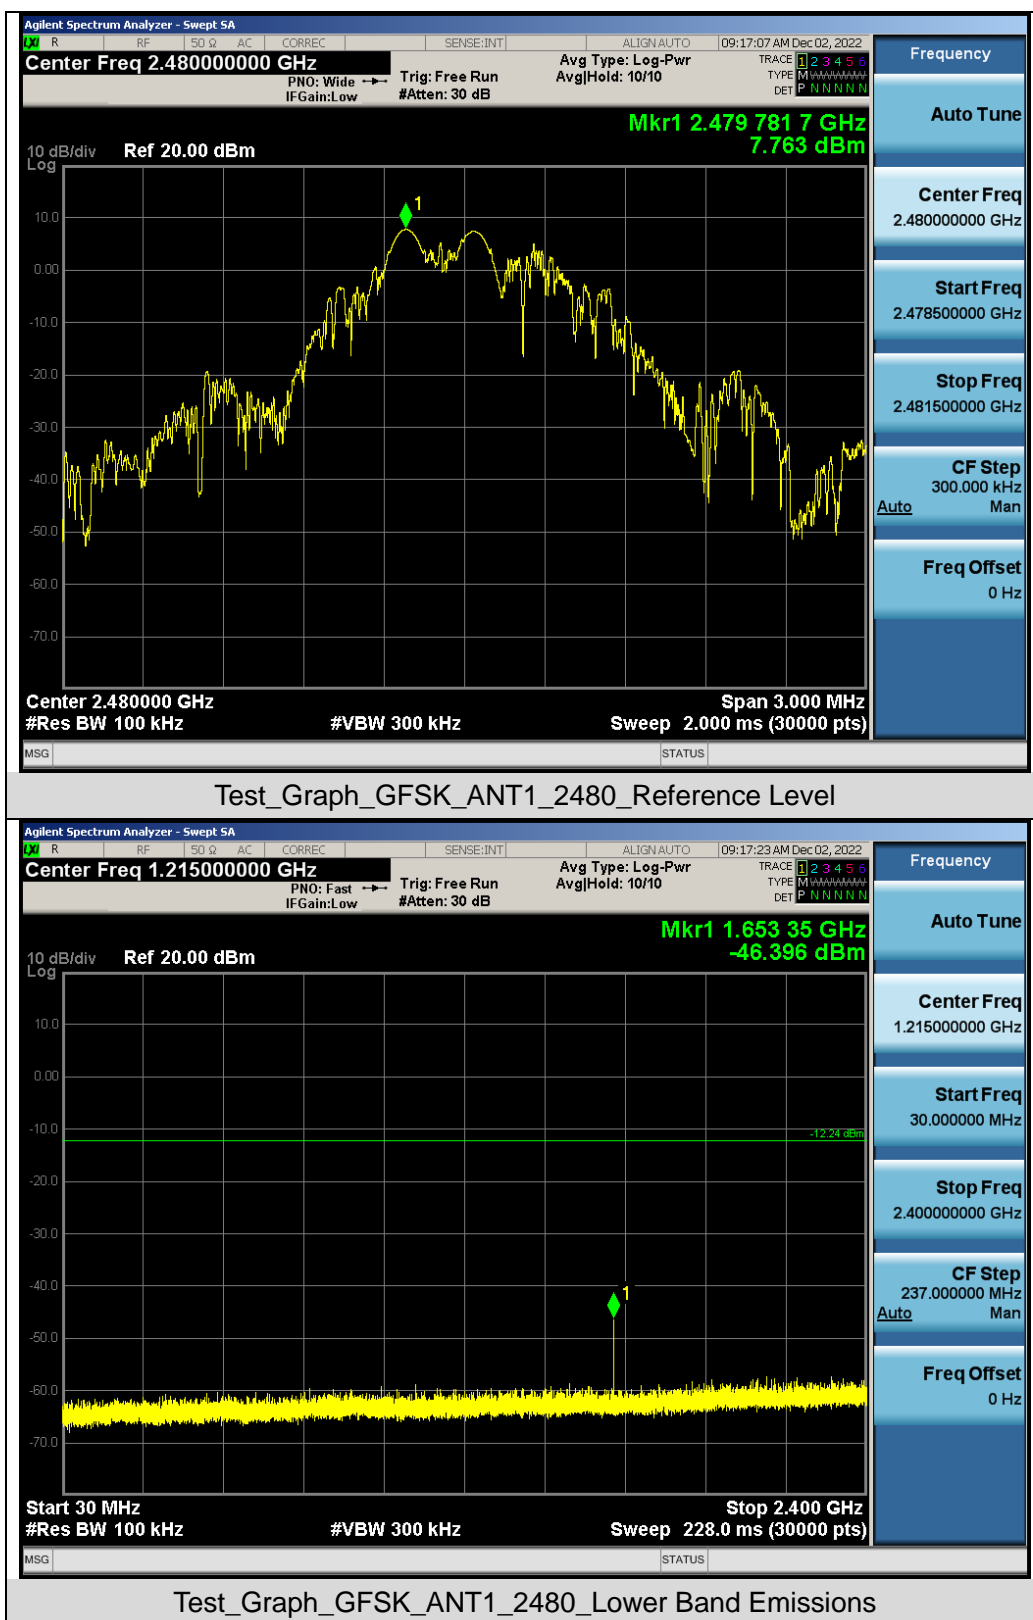 Agilent Spectrum Analyzer - Swept SA
LXI R RF 50 Ω AC CORREC SENSE:INT ALIGN AUTO 09:17:07 AM Dec 02, 2022
Center Freq 2.480000000 GHz
PNO: Wide
IFGain:Low
Trig: Free Run
#Atten: 30 dB
Avg Type: Log-Pwr
Avg|Hold: 10/10
TRACE 1 2 3 4 5 6
TYPE M
DET P N N N N N
Mkr1 2.479 781 7 GHz
7.763 dBm
10 dB/div Ref 20.00 dBm
Log
10.0
0.00
-10.0
-20.0
-30.0
-40.0
-50.0
-60.0
-70.0
1
Center 2.480000 GHz
Span 3.000 MHz
#Res BW 100 kHz
#VBW 300 kHz
Sweep 2.000 ms (30000 pts)
MSG
STATUS
Frequency
Auto Tune
Center Freq
2.480000000 GHz
Start Freq
2.478500000 GHz
Stop Freq
2.481500000 GHz
CF Step
300.000 kHz
Auto Man
Freq Offset
0 Hz
Test_Graph_GFSK_ANT1_2480_Reference Level
Agilent Spectrum Analyzer - Swept SA
LXI R RF 50 Ω AC CORREC SENSE:INT ALIGN AUTO 09:17:23 AM Dec 02, 2022
Center Freq 1.215000000 GHz
PNO: Fast
IFGain:Low
Trig: Free Run
#Atten: 30 dB
Avg Type: Log-Pwr
Avg|Hold: 10/10
TRACE 1 2 3 4 5 6
TYPE M
DET P N N N N N
Mkr1 1.653 35 GHz
-46.396 dBm
10 dB/div Ref 20.00 dBm
Log
10.0
0.00
-10.0
-20.0
-30.0
-40.0
-50.0
-60.0
-70.0
-12.24 dBm
1
Start 30 MHz
Stop 2.400 GHz
#Res BW 100 kHz
#VBW 300 kHz
Sweep 228.0 ms (30000 pts)
MSG
STATUS
Frequency
Auto Tune
Center Freq
1.215000000 GHz
Start Freq
30.000000 MHz
Stop Freq
2.400000000 GHz
CF Step
237.000000 MHz
Auto Man
Freq Offset
0 Hz
Test_Graph_GFSK_ANT1_2480_Lower Band Emissions